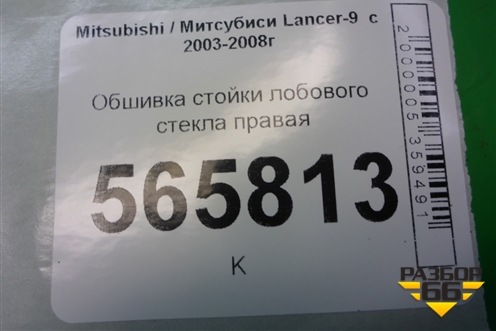 Mitsubishi / Митсубиси Lancer-9 с
2003-2008г
Обшивка стойки лобового
стекла правая
565813
К
2000005359491
РАЗБОР
66